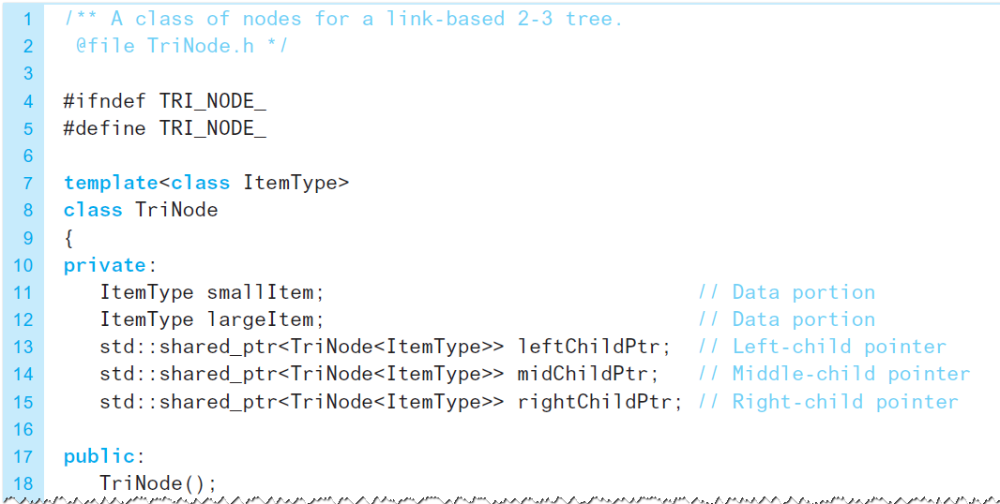 1 /** A class of nodes for a link-based 2-3 tree.
2  @file TriNode.h */
3
4 #ifndef TRI_NODE_
5 #define TRI_NODE_
6
7 template<class ItemType>
8 class TriNode
9 {
10 private:
11    ItemType smallItem;                              // Data portion
12    ItemType largeItem;                              // Data portion
13    std::shared_ptr<TriNode<ItemType>> leftChildPtr;  // Left-child pointer
14    std::shared_ptr<TriNode<ItemType>> midChildPtr;   // Middle-child pointer
15    std::shared_ptr<TriNode<ItemType>> rightChildPtr; // Right-child pointer
16
17 public:
18    TriNode();